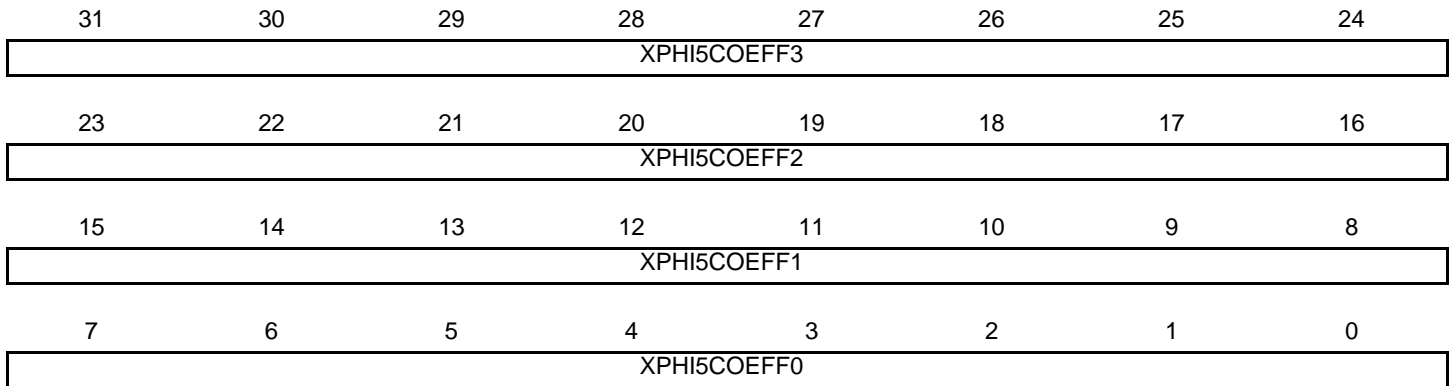 31 30 29 28 27 26 25 24
XPHI5COEFF3
23 22 21 20 19 18 17 16
XPHI5COEFF2
15 14 13 12 11 10 9 8
XPHI5COEFF1
7 6 5 4 3 2 1 0
XPHI5COEFF0